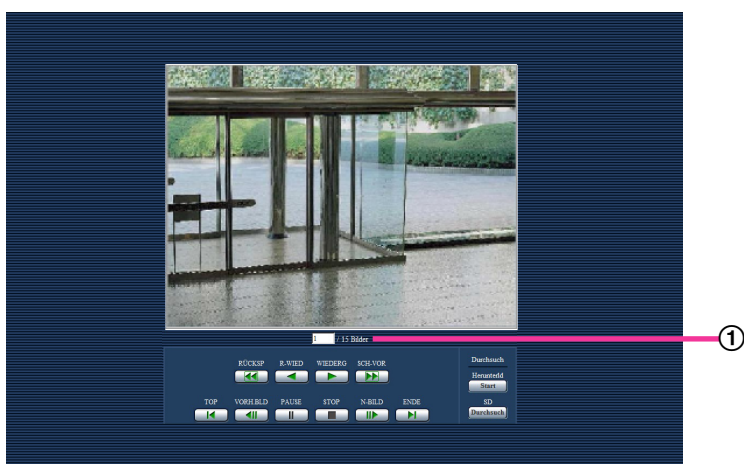 1 / 15 Bilder
①
RÜCKSP R-WIED WIEDERG SCH-VOR
TOP VORH.BLD PAUSE STOP N-BILD ENDE
Durchsuch
Herunterld
Start
SD
Durchsuch